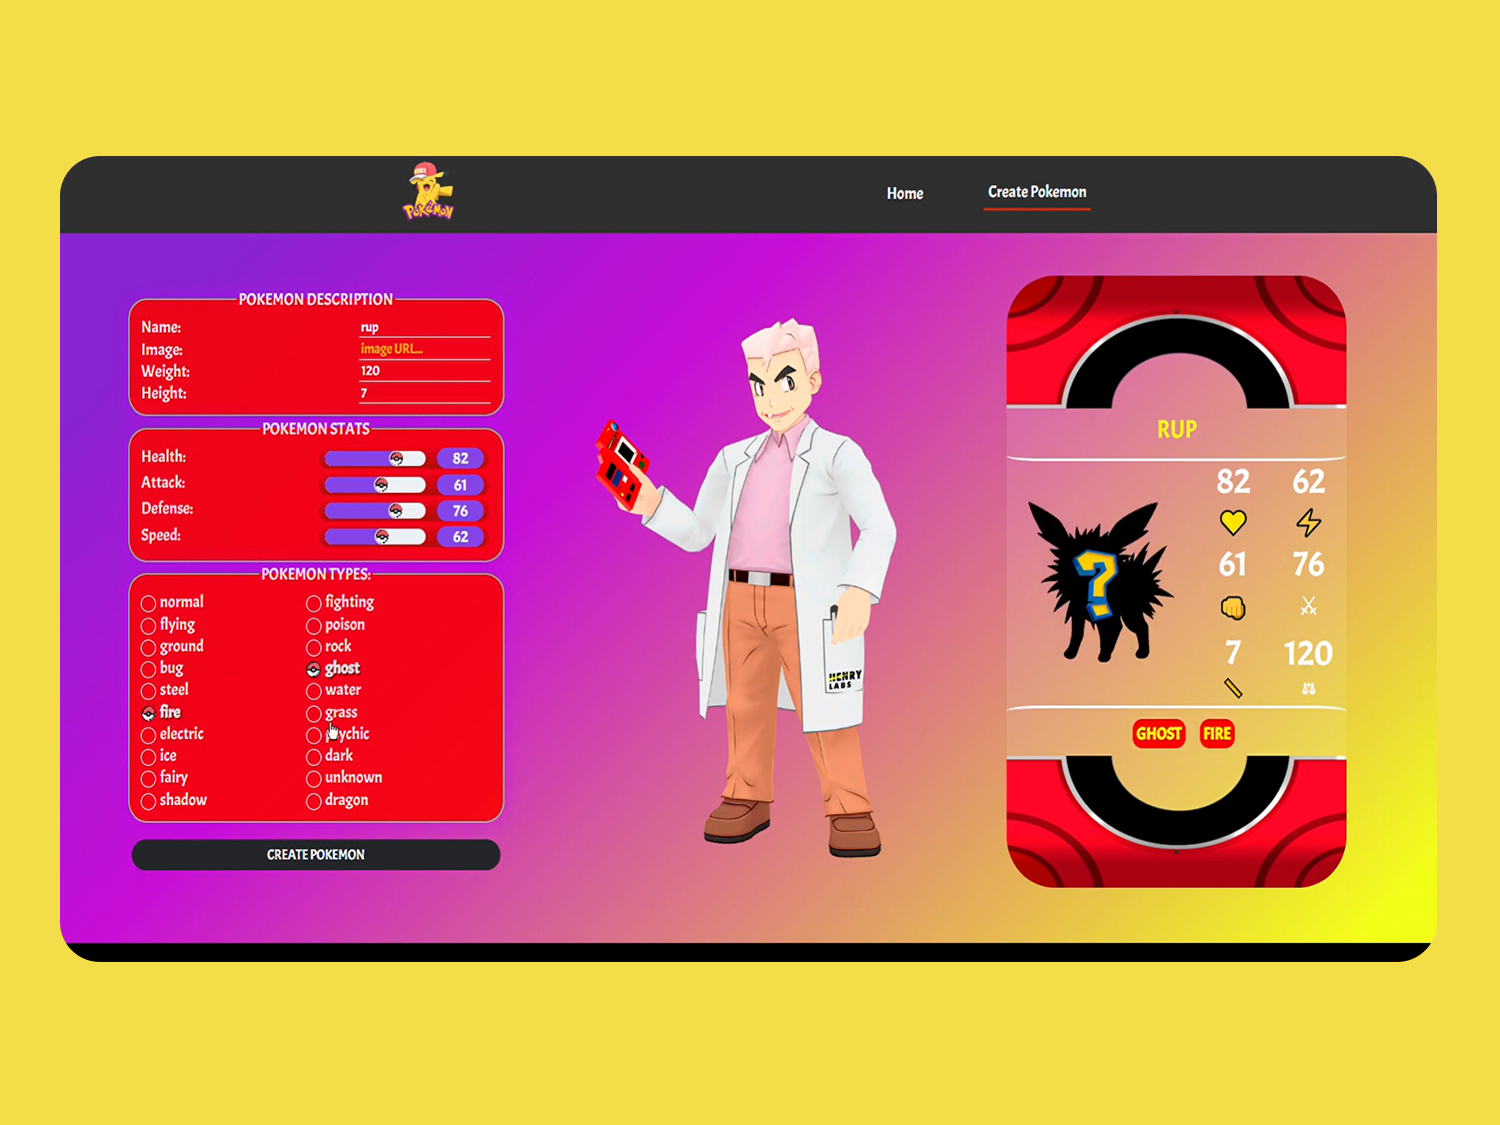 Pokémon
Home
Create Pokemon
POKEMON DESCRIPTION
Name: rup
Image: image URL...
Weight: 120
Height: 7
POKEMON STATS
Health: 82
Attack: 61
Defense: 76
Speed: 62
POKEMON TYPES:
normal fighting
flying poison
ground rock
bug ghost
steel water
fire grass
electric psychic
ice dark
fairy unknown
shadow dragon
CREATE POKEMON
HENRY
LABS
RUP
82 62
61 76
?
7 120
GHOST FIRE